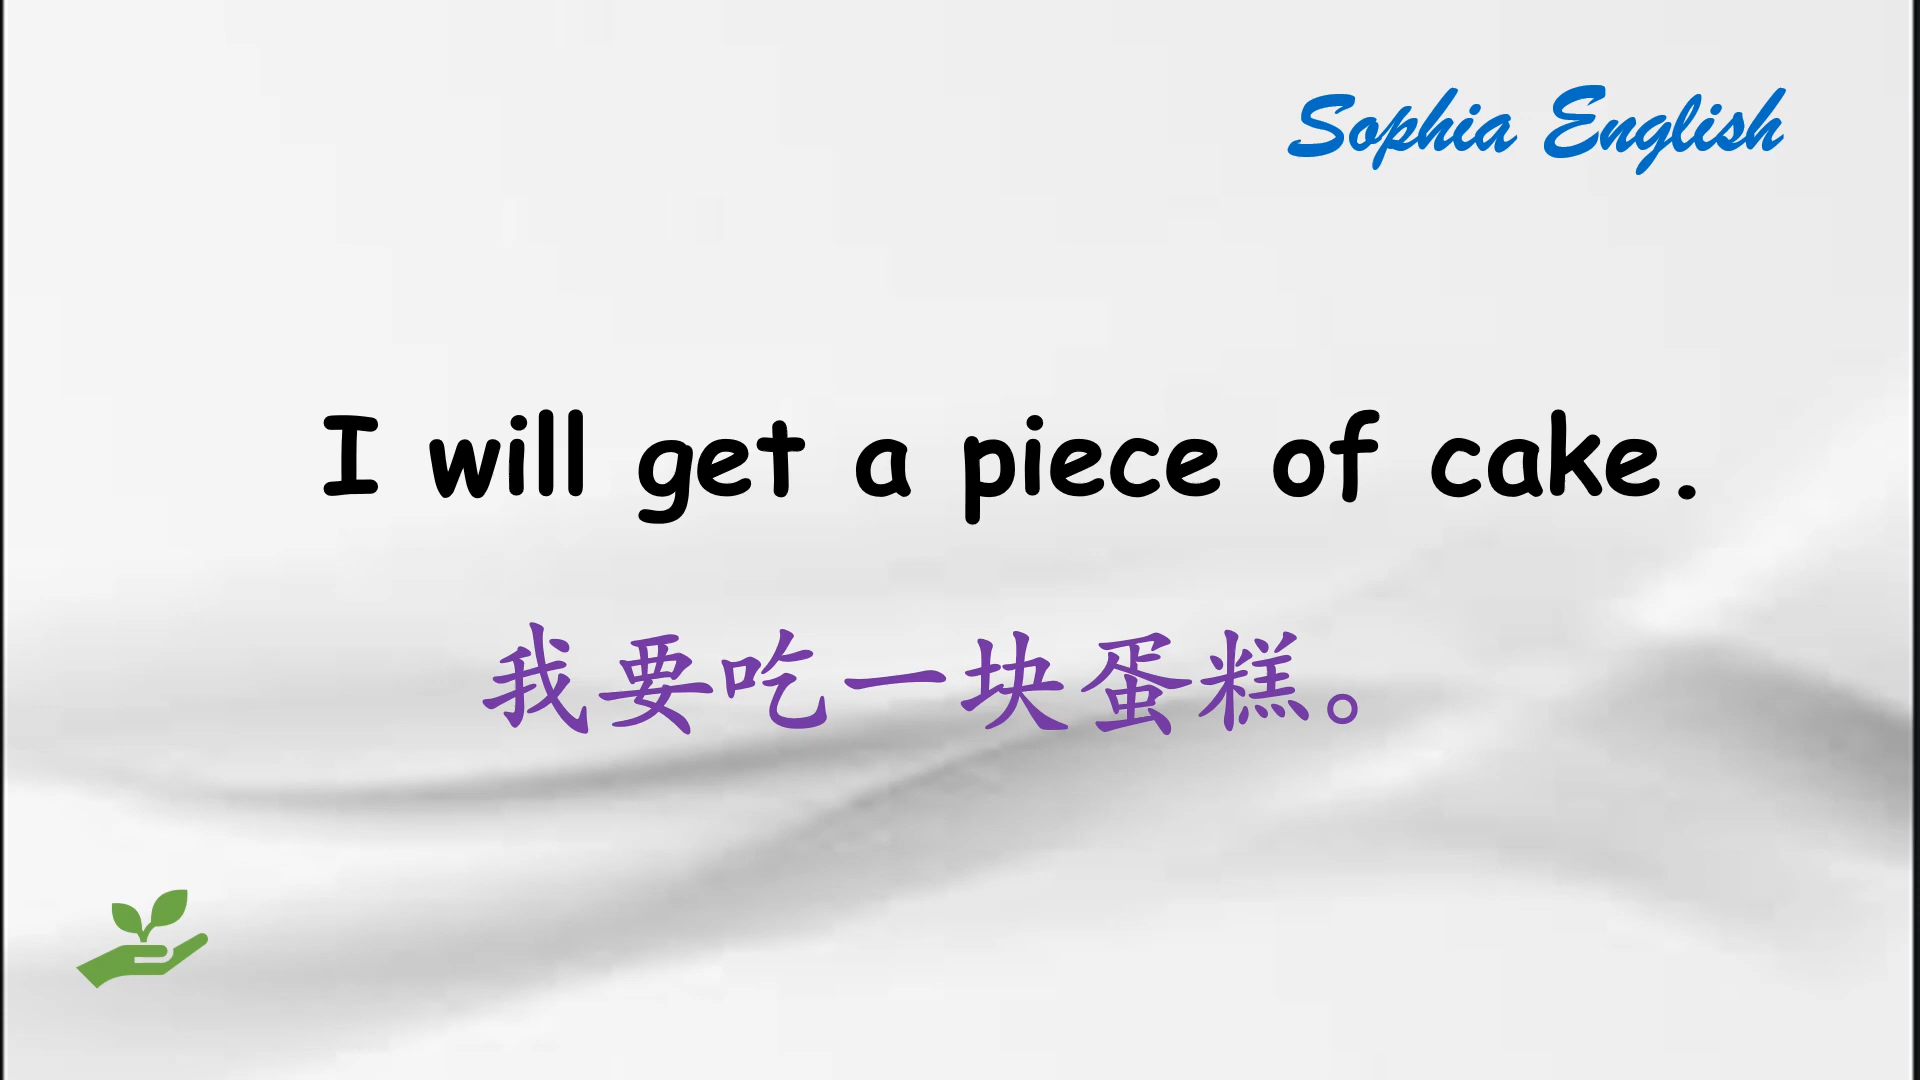 Sophia English
I will get a piece of cake.
我要吃一块蛋糕。